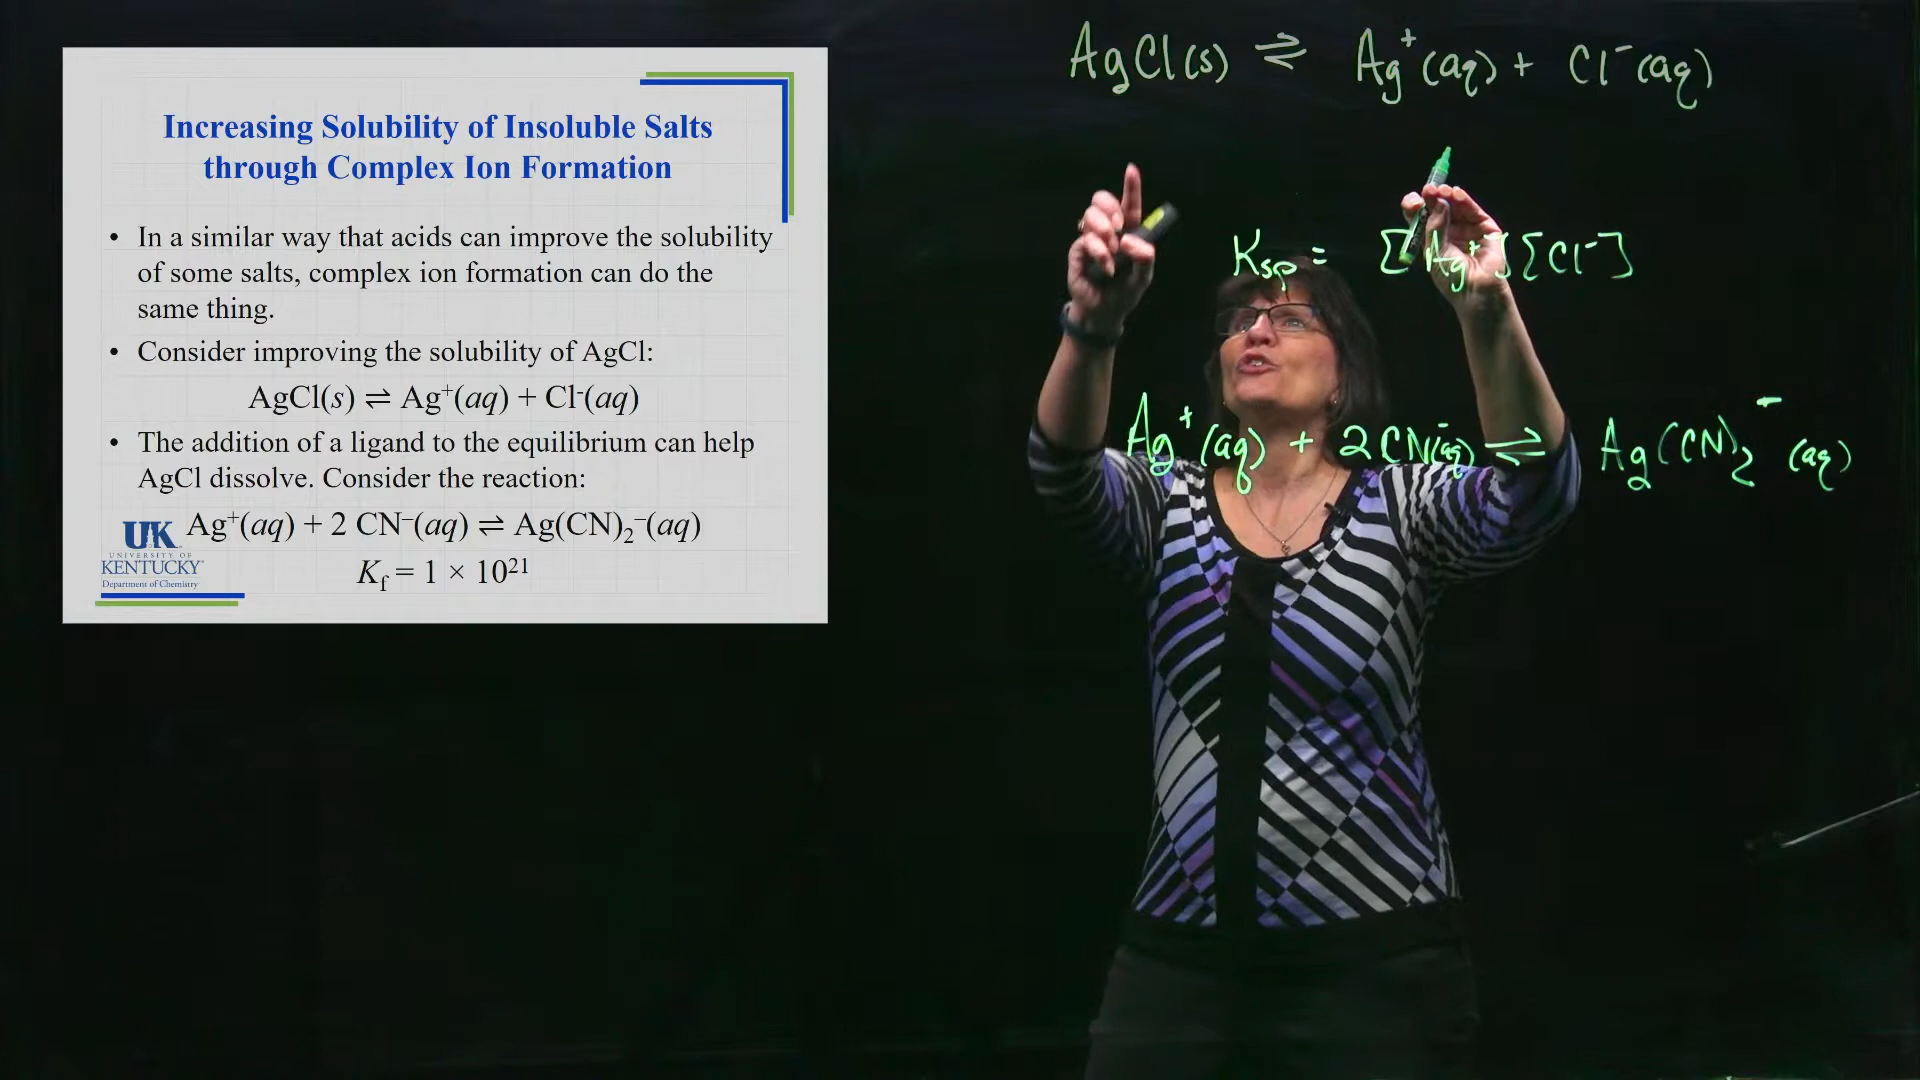 Increasing Solubility of Insoluble Salts
through Complex Ion Formation
• In a similar way that acids can improve the solubility
of some salts, complex ion formation can do the
same thing.
• Consider improving the solubility of AgCl:
AgCl(s) ⇌ Ag⁺(aq) + Cl⁻(aq)
• The addition of a ligand to the equilibrium can help
AgCl dissolve. Consider the reaction:
Ag⁺(aq) + 2 CN⁻(aq) ⇌ Ag(CN)₂⁻(aq)
K_f = 1 × 10²¹
UK
UNIVERSITY OF
KENTUCKY
Department of Chemistry
AgCl(s) ⇌ Ag⁺(aq) + Cl⁻(aq)
Ksp = [Ag⁺][Cl⁻]
Ag⁺(aq) + 2CN⁻(aq) ⇌ Ag(CN)₂⁻(aq)